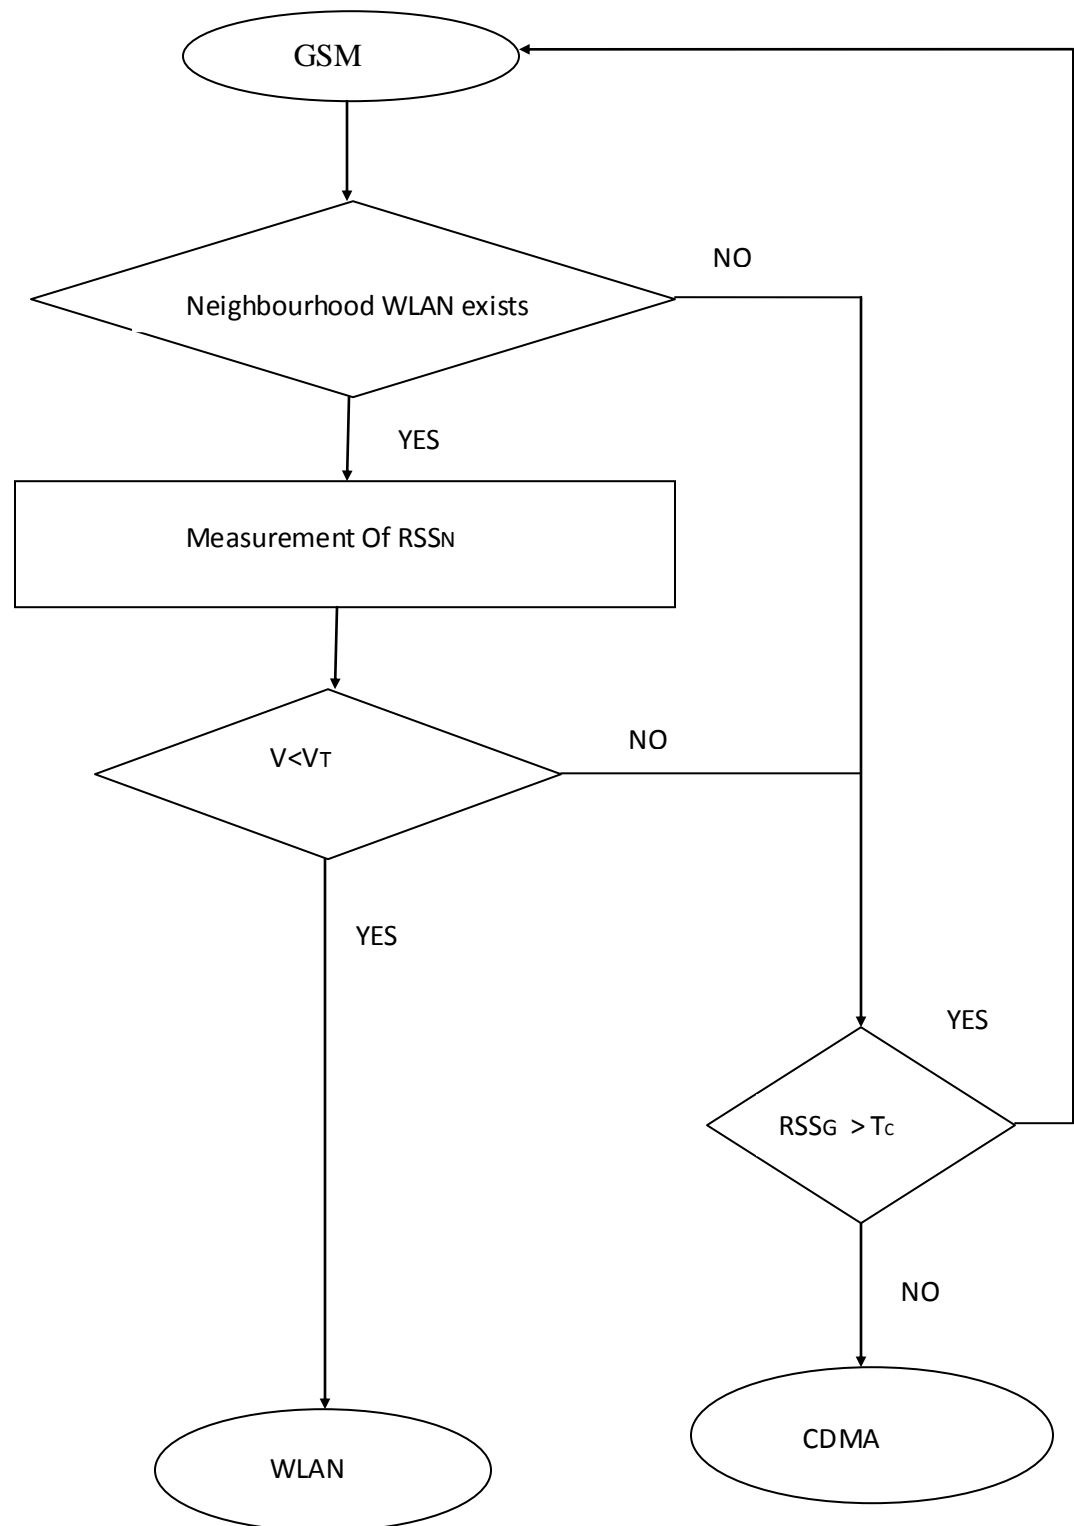 GSM
NO
Neighbourhood WLAN exists
YES
Measurement Of RSSN
NO
V<VT
YES
YES
RSSG > TC
NO
CDMA
WLAN